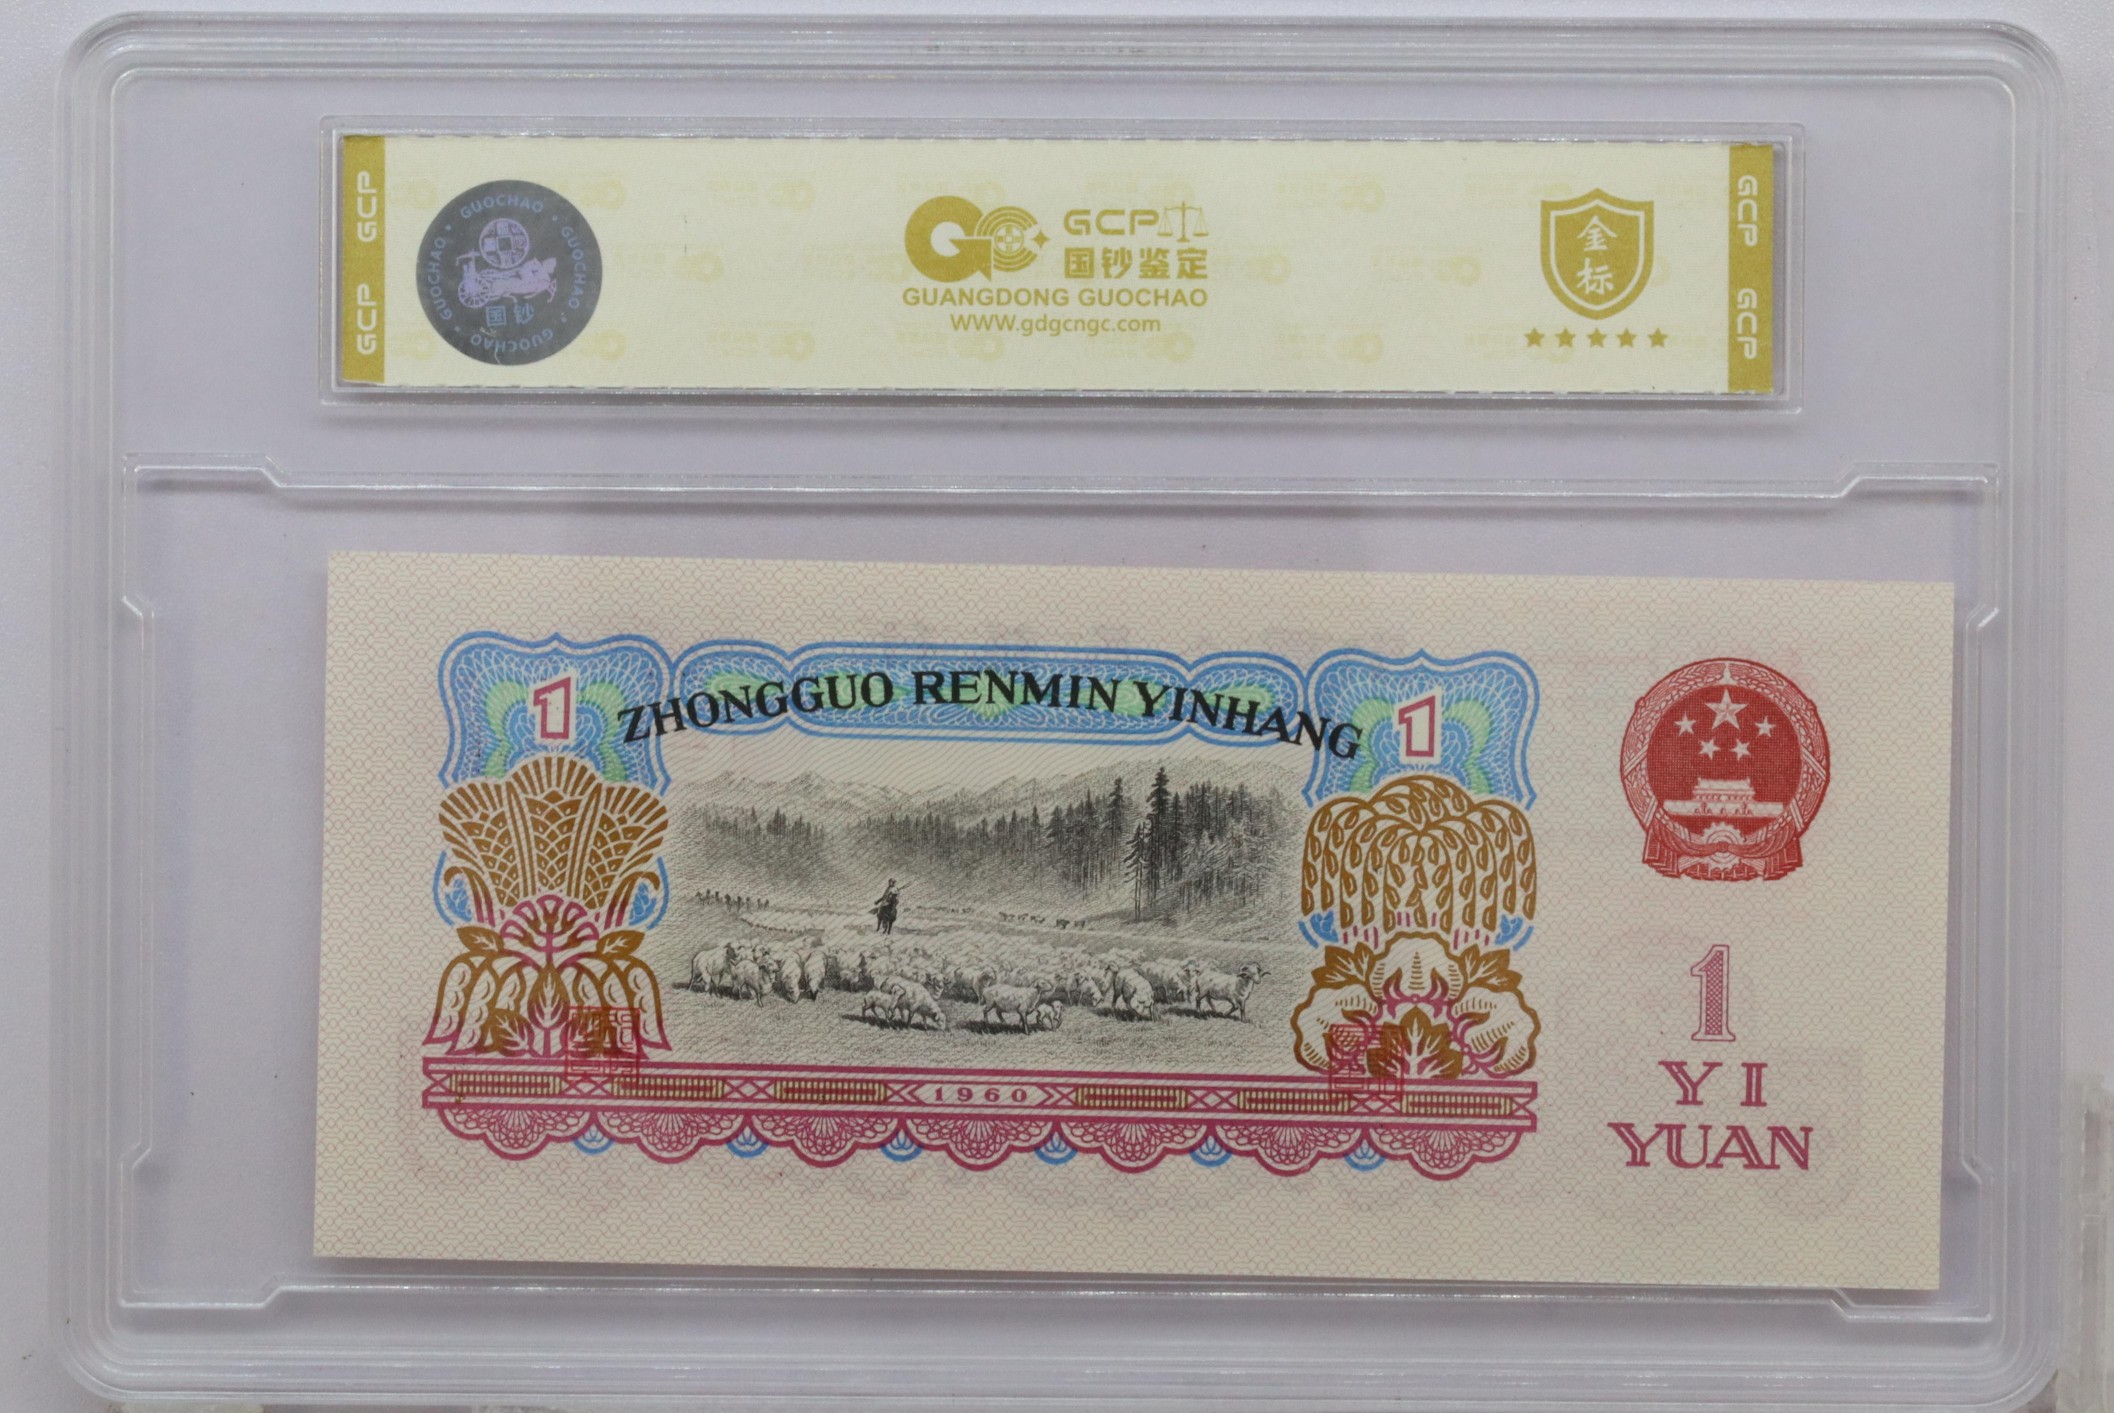 GCP GCP
GUOCHAO · GUOCHAO · GUOCHAO · GUOCHAO
国钞
GCP
国钞鉴定
GUANGDONG GUOCHAO
WWW.gdgcngc.com
金
标
GCP GCP
ZHONGGUO RENMIN YINHANG
1
1
1960
1
YI
YUAN